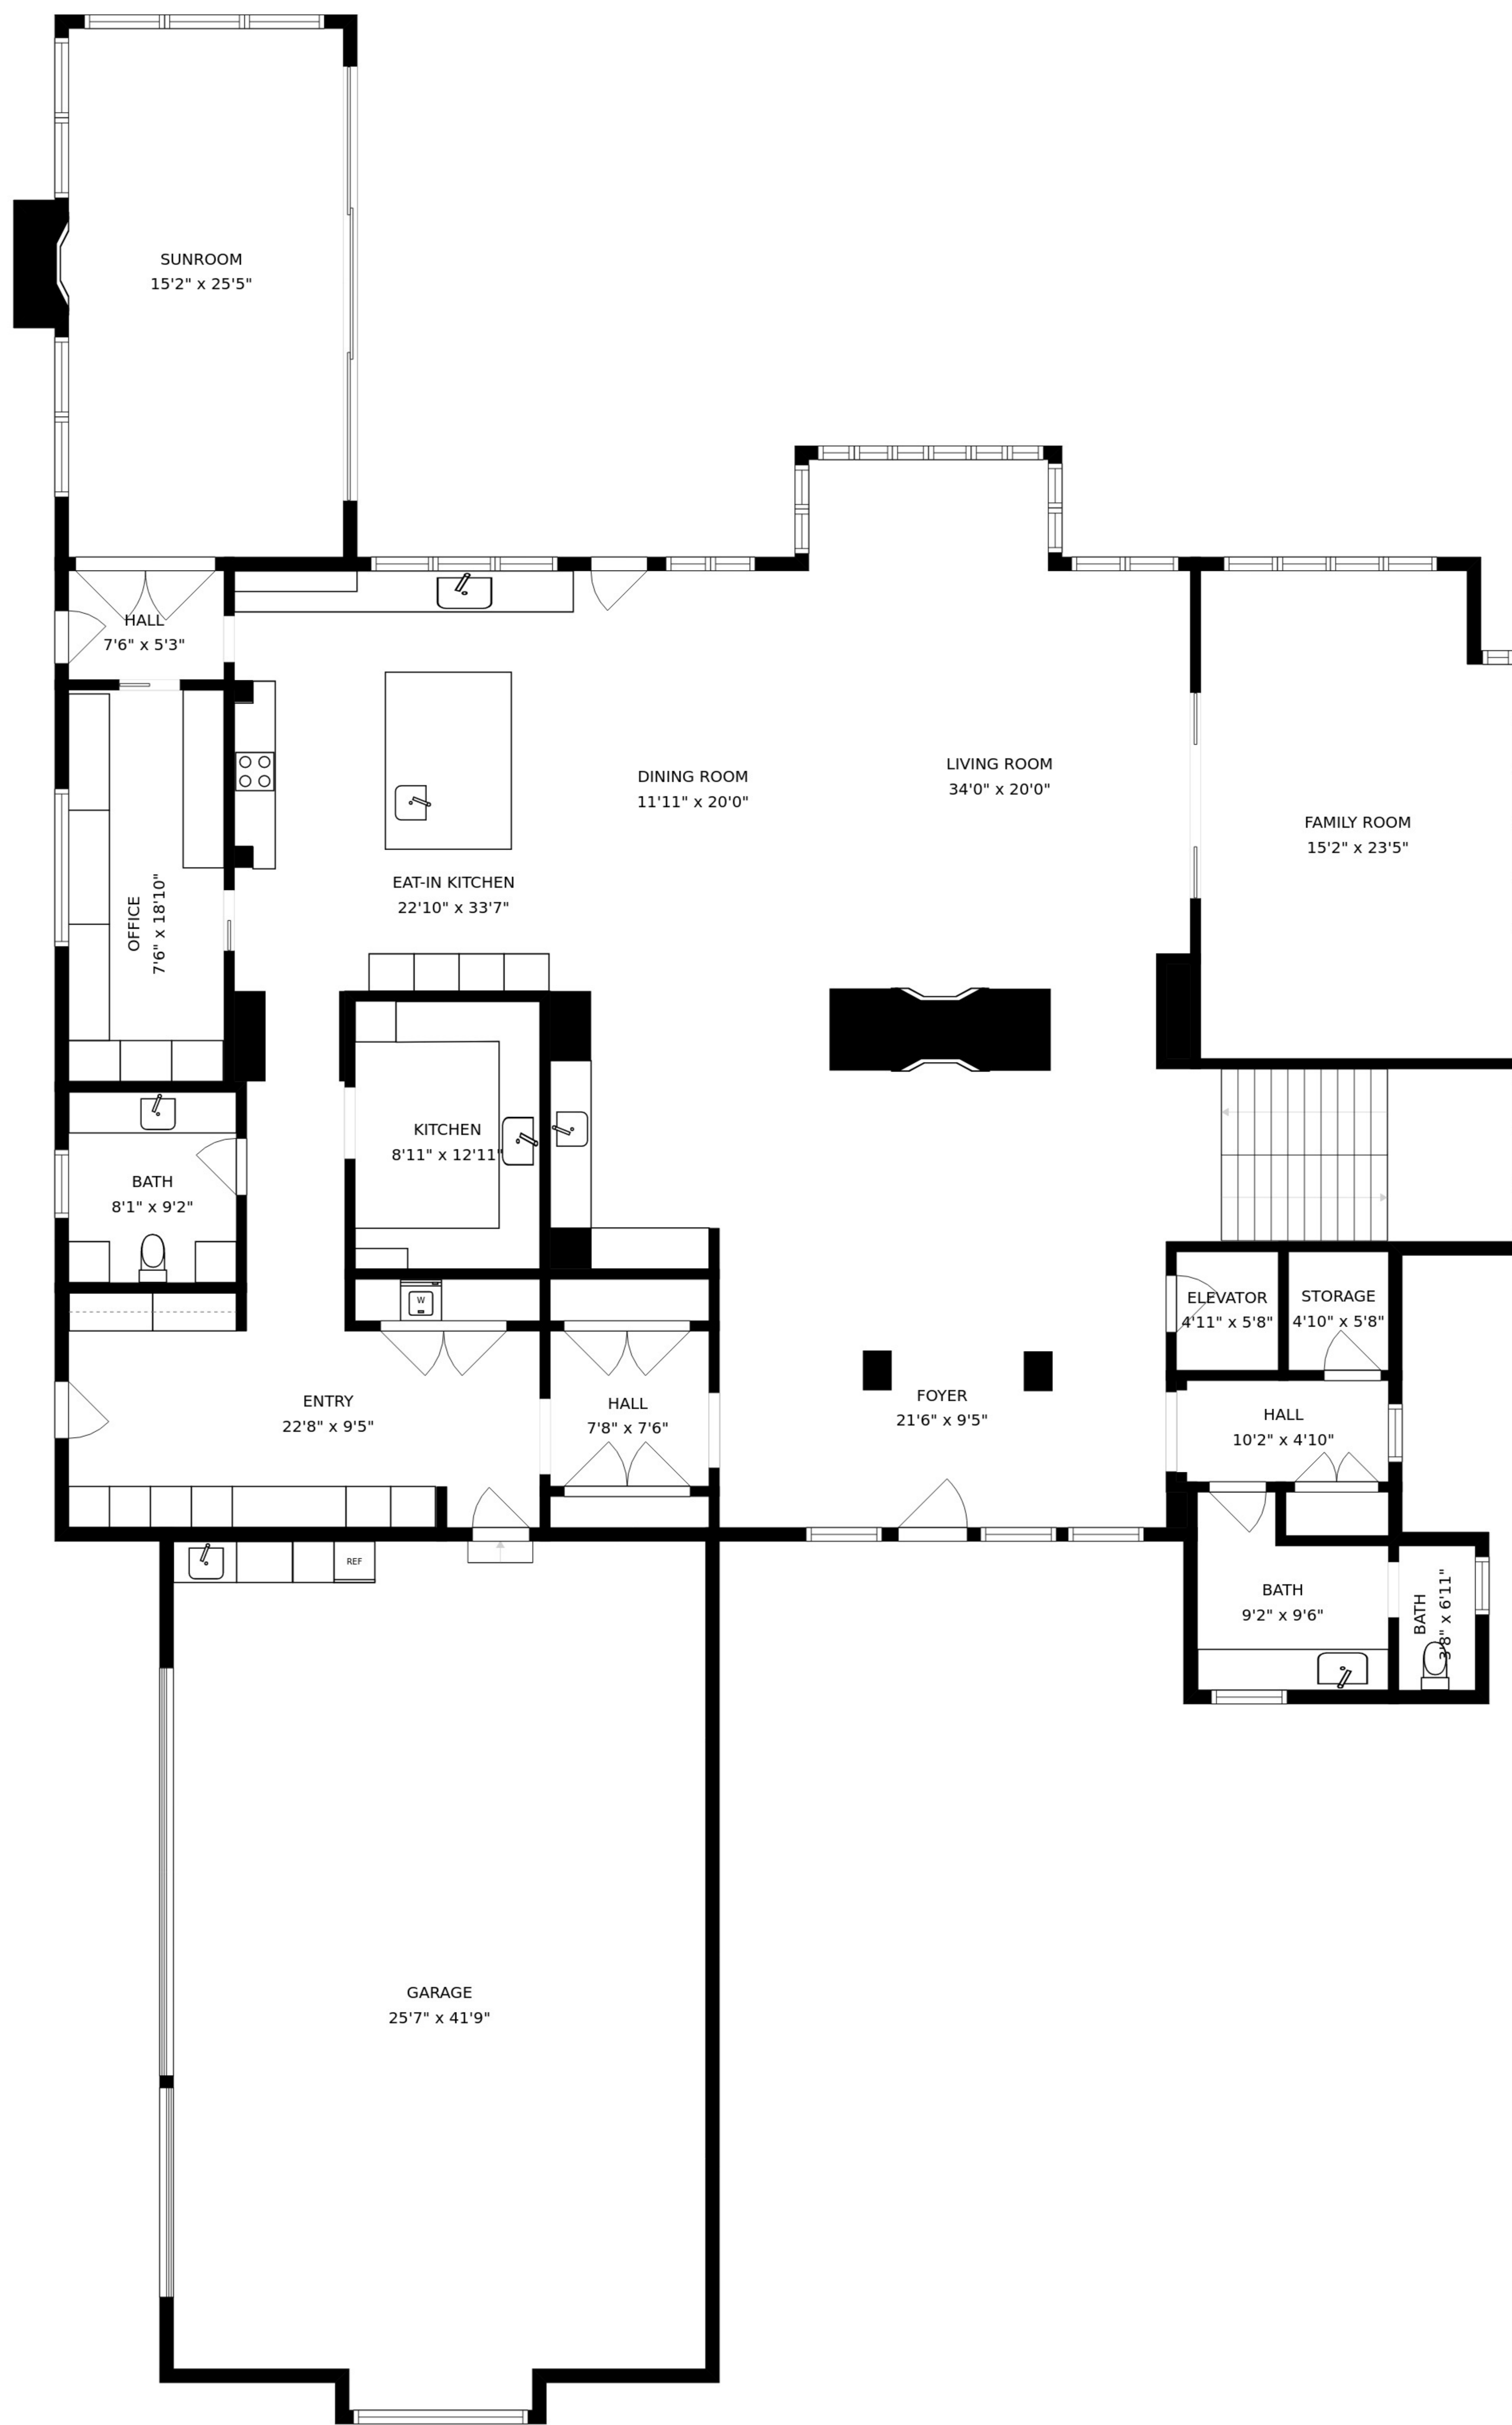 SUNROOM
15'2" x 25'5"
HALL
7'6" x 5'3"
DINING ROOM
11'11" x 20'0"
LIVING ROOM
34'0" x 20'0"
FAMILY ROOM
15'2" x 23'5"
EAT-IN KITCHEN
22'10" x 33'7"
OFFICE
7'6" x 18'10"
KITCHEN
8'11" x 12'11"
BATH
8'1" x 9'2"
W
ELEVATOR
4'11" x 5'8"
STORAGE
4'10" x 5'8"
ENTRY
22'8" x 9'5"
HALL
7'8" x 7'6"
FOYER
21'6" x 9'5"
HALL
10'2" x 4'10"
REF
BATH
9'2" x 9'6"
BATH
3'8" x 6'11"
GARAGE
25'7" x 41'9"